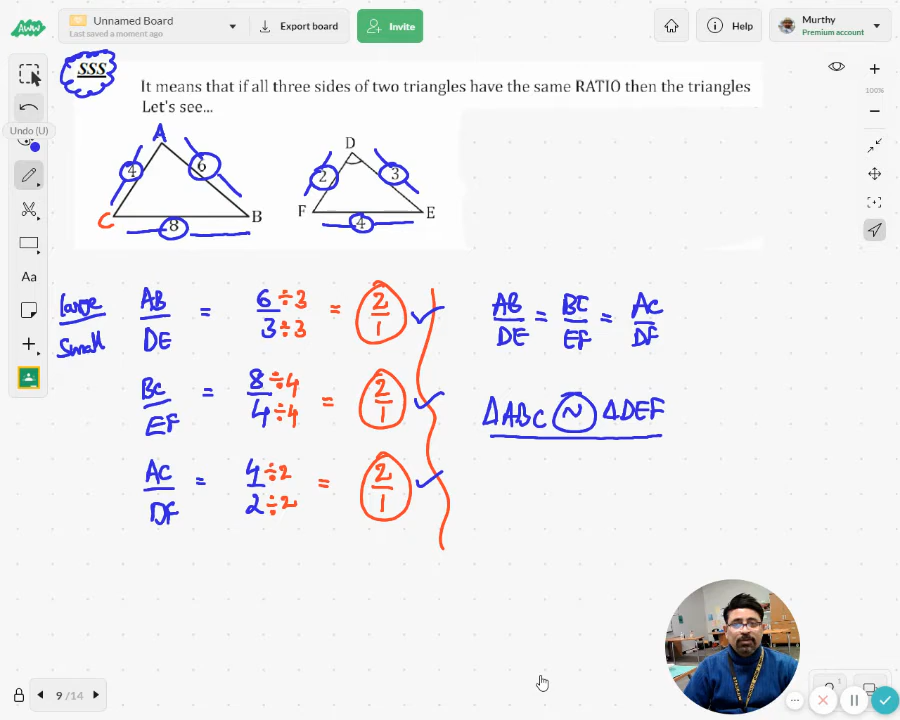 AWW
Unnamed Board
Last saved a moment ago
Export board
Invite
Help
Murthy
Premium account
SSS
It means that if all three sides of two triangles have the same RATIO then the triangles
Let's see...
100%
Undo (U)
A
4
6
C
8
B
D
2
3
F
4
E
Aa
large
small
AB
DE
=
6 ÷3
3 ÷3
=
2
1
BC
EF
=
8 ÷4
4 ÷4
=
2
1
AC
DF
=
4 ÷2
2 ÷2
=
2
1
AB = BC = AC
DE EF DF
ΔABC ~ ΔDEF
9 /14